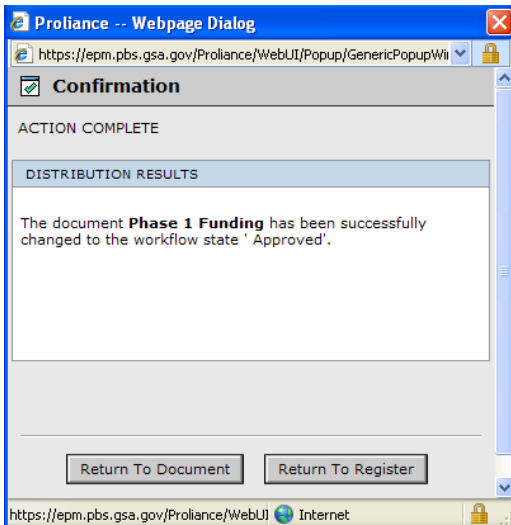 Proliance -- Webpage Dialog
https://epm.pbs.gsa.gov/Proliance/WebUI/Popup/GenericPopupWi
Confirmation
ACTION COMPLETE
DISTRIBUTION RESULTS
The document Phase 1 Funding has been successfully
changed to the workflow state ' Approved'.
Return To Document Return To Register
https://epm.pbs.gsa.gov/Proliance/WebUI Internet